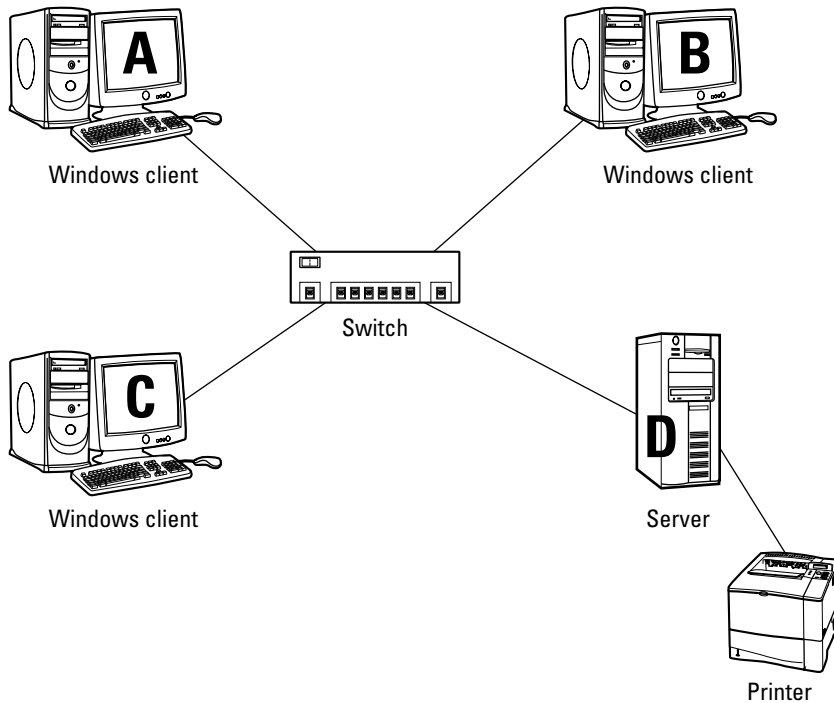 A
B
Windows client
Windows client
Switch
C
D
Windows client
Server
Printer